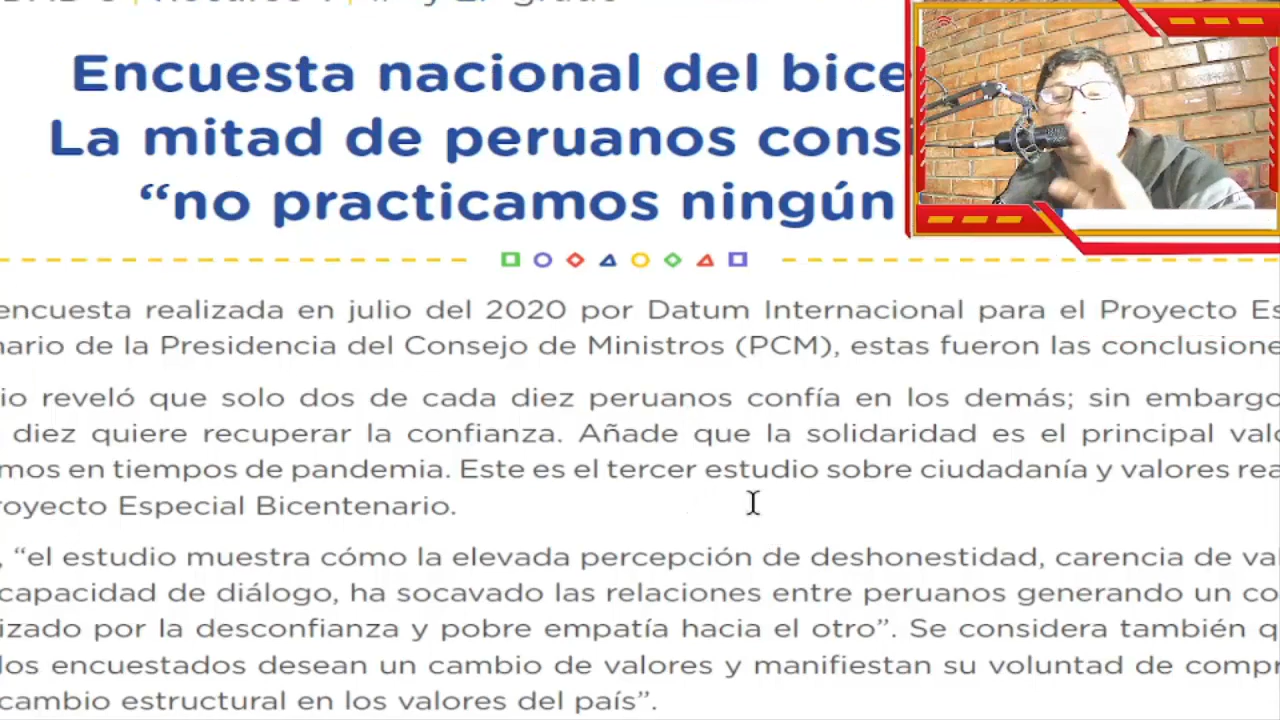 Encuesta nacional del bice
La mitad de peruanos cons
“no practicamos ningún
encuesta realizada en julio del 2020 por Datum Internacional para el Proyecto Es
nario de la Presidencia del Consejo de Ministros (PCM), estas fueron las conclusione
io reveló que solo dos de cada diez peruanos confía en los demás; sin embargo
diez quiere recuperar la confianza. Añade que la solidaridad es el principal valo
mos en tiempos de pandemia. Este es el tercer estudio sobre ciudadanía y valores rea
royecto Especial Bicentenario.
, “el estudio muestra cómo la elevada percepción de deshonestidad, carencia de va
capacidad de diálogo, ha socavado las relaciones entre peruanos generando un co
izado por la desconfianza y pobre empatía hacia el otro”. Se considera también q
los encuestados desean un cambio de valores y manifiestan su voluntad de compr
cambio estructural en los valores del país”.